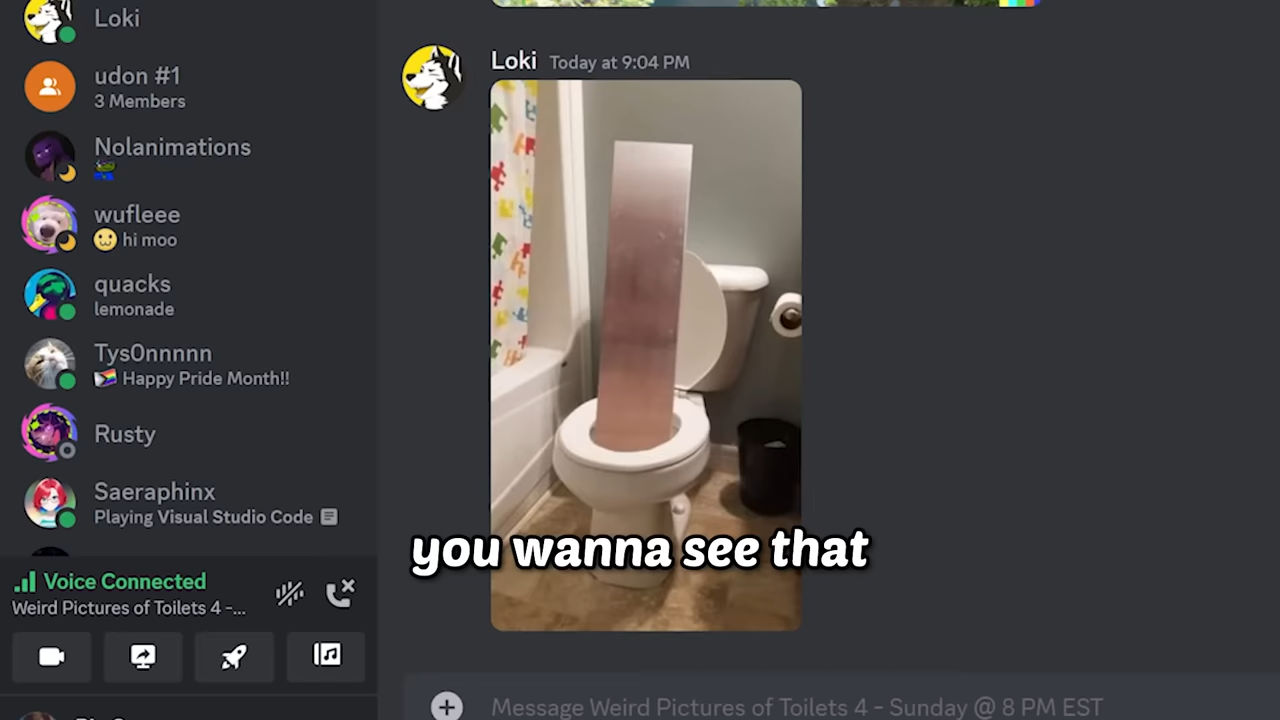 Loki
udon #1
3 Members
Nolanimations
wufleee
hi moo
quacks
lemonade
Tys0nnnnn
Happy Pride Month!!
Rusty
Saeraphinx
Playing Visual Studio Code
Voice Connected
Weird Pictures of Toilets 4 -...
Loki Today at 9:04 PM
you wanna see that
Message Weird Pictures of Toilets 4 - Sunday @ 8 PM EST